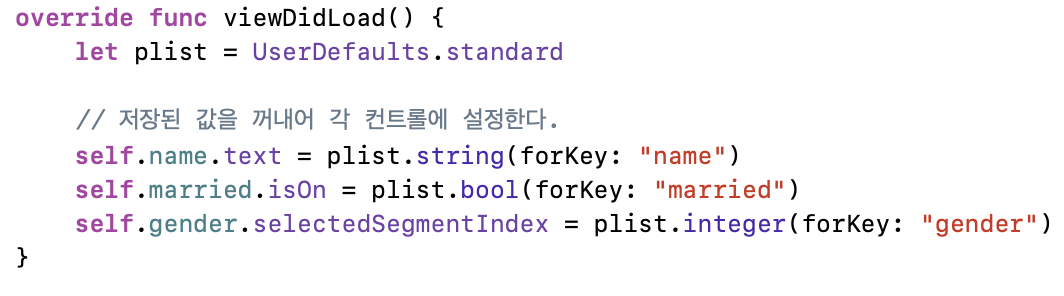 override func viewDidLoad() {
    let plist = UserDefaults.standard

    // 저장된 값을 꺼내어 각 컨트롤에 설정한다.
    self.name.text = plist.string(forKey: "name")
    self.married.isOn = plist.bool(forKey: "married")
    self.gender.selectedSegmentIndex = plist.integer(forKey: "gender")
}